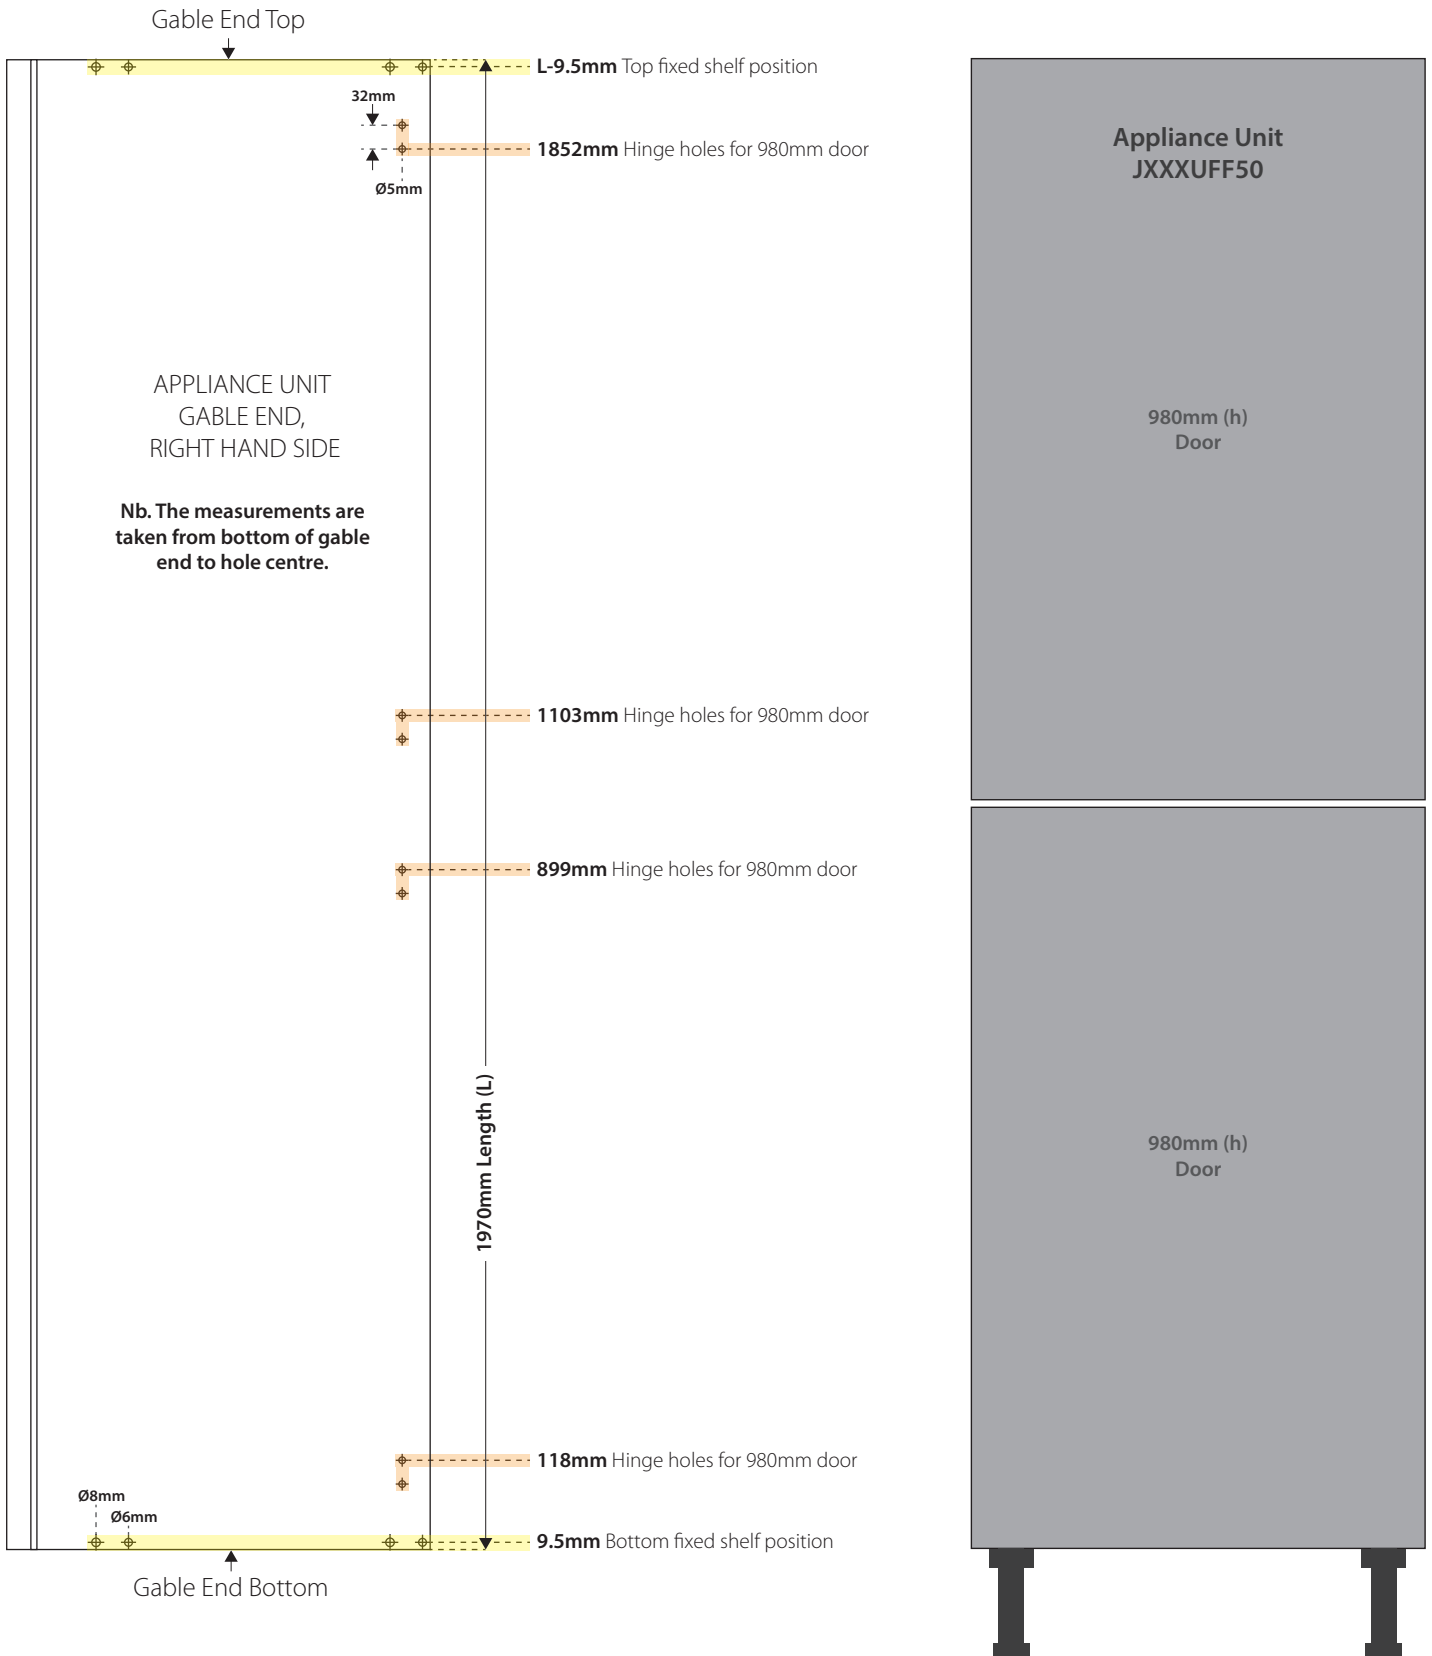 Gable End Top
L-9.5mm Top fixed shelf position
32mm
1852mm Hinge holes for 980mm door
Ø5mm
APPLIANCE UNIT
GABLE END,
RIGHT HAND SIDE
Nb. The measurements are
taken from bottom of gable
end to hole centre.
1103mm Hinge holes for 980mm door
899mm Hinge holes for 980mm door
1970mm Length (L)
118mm Hinge holes for 980mm door
Ø8mm
Ø6mm
9.5mm Bottom fixed shelf position
Gable End Bottom
Appliance Unit
JXXXUFF50
980mm (h)
Door
980mm (h)
Door